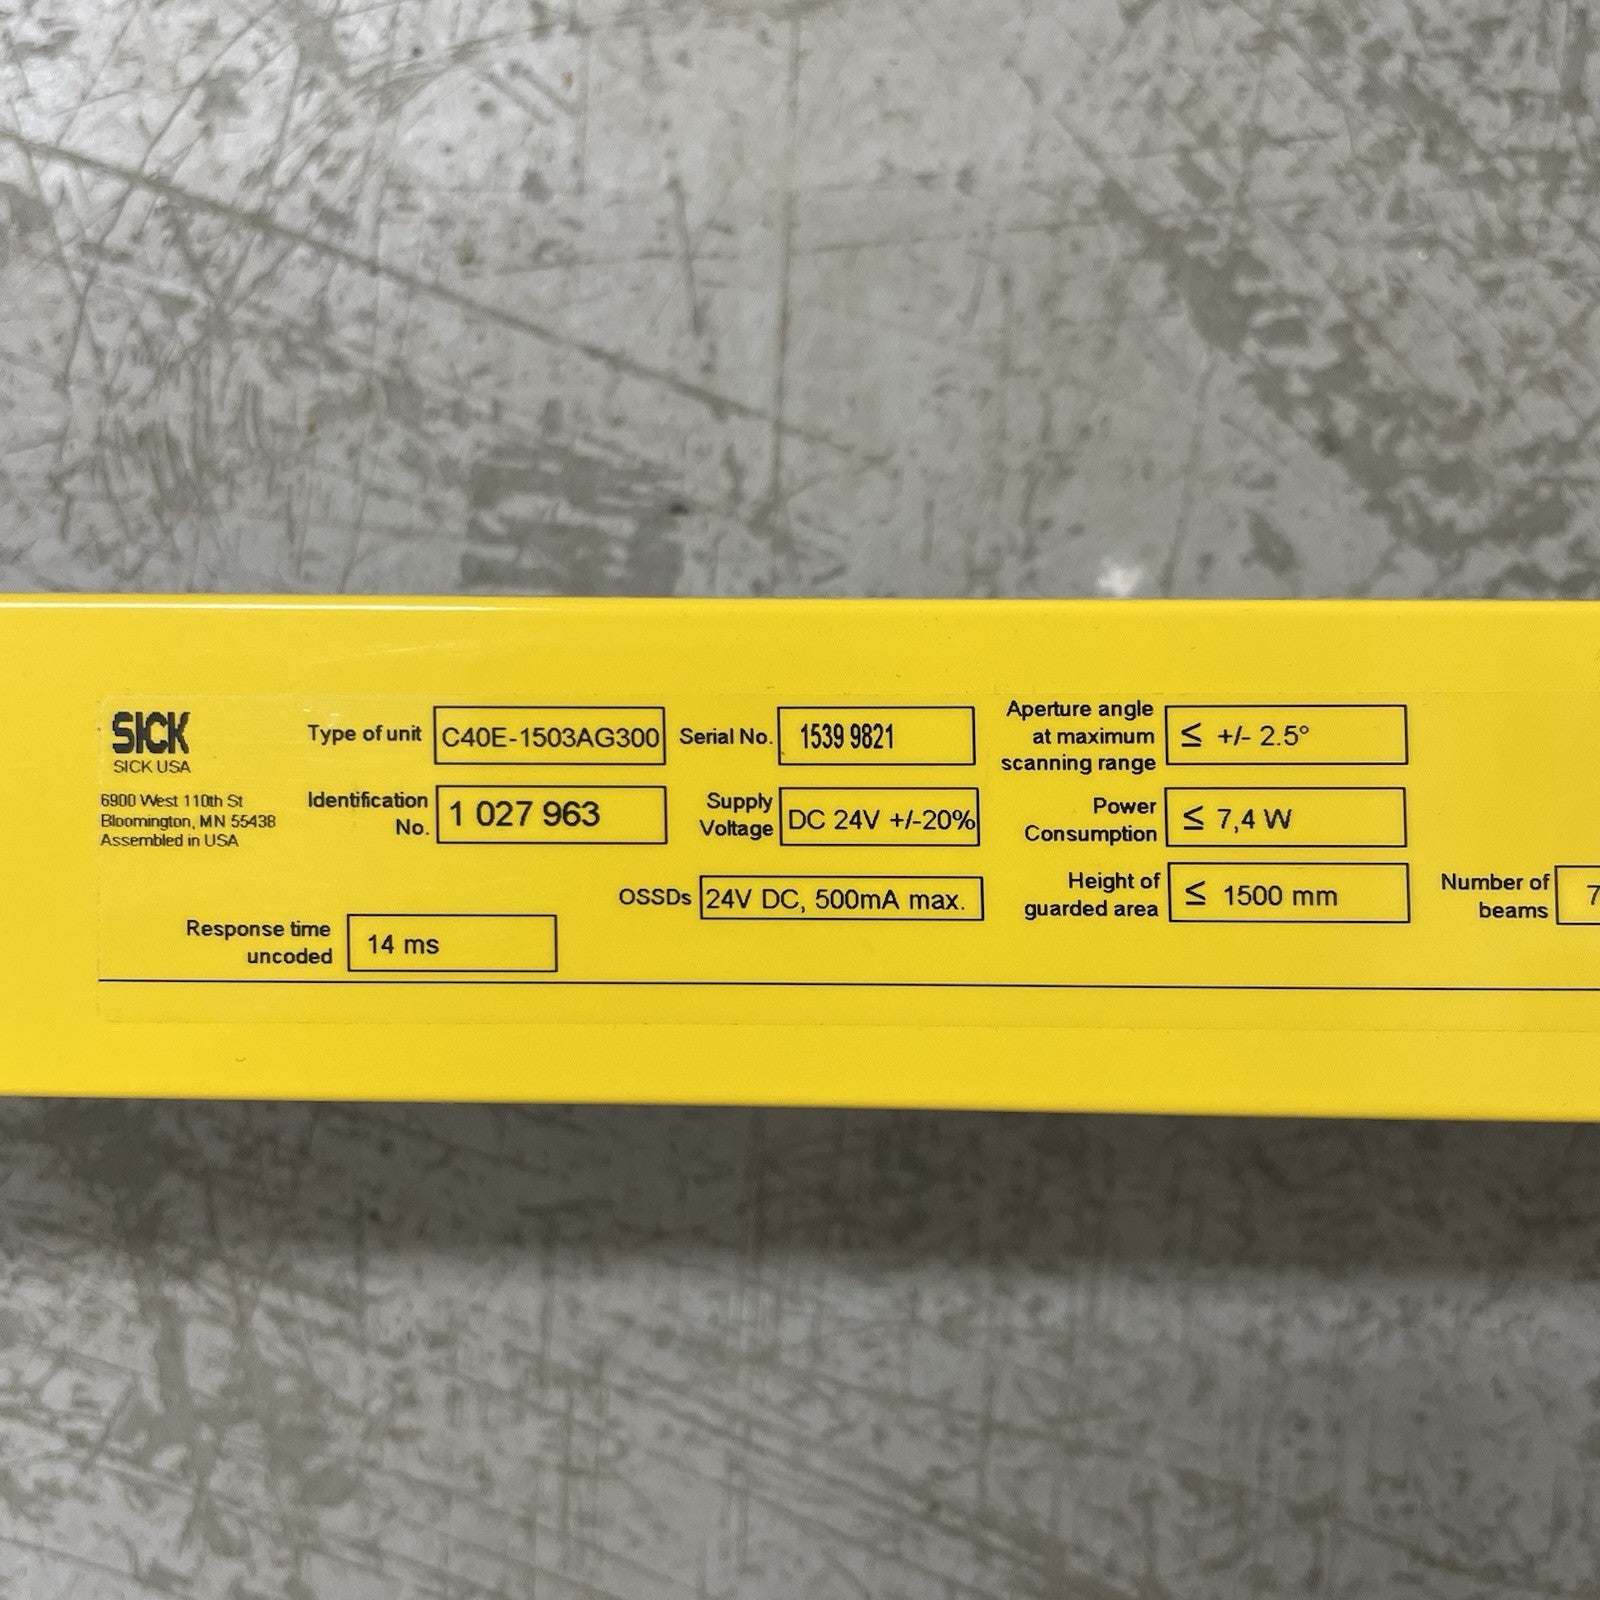 SICK
SICK USA
6900 West 110th St
Bloomington, MN 55438
Assembled in USA
Type of unit C40E-1503AG300
Identification No. 1 027 963
Serial No. 1539 9821
Supply Voltage DC 24V +/-20%
OSSDs 24V DC, 500mA max.
Response time uncoded 14 ms
Aperture angle
at maximum
scanning range ≤ +/- 2.5°
Power
Consumption ≤ 7,4 W
Height of
guarded area ≤ 1500 mm
Number of
beams